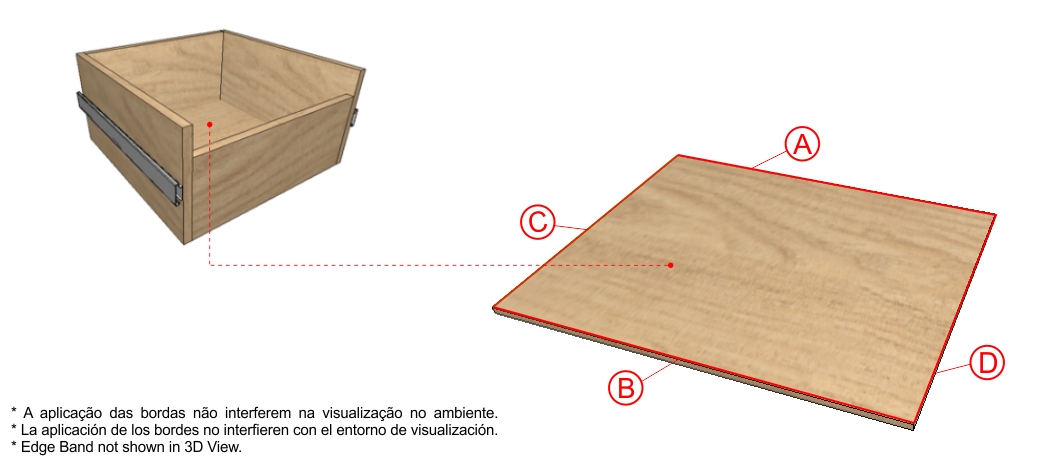 A
C
D
B
* A aplicação das bordas não interferem na visualização no ambiente.
* La aplicación de los bordes no interfieren con el entorno de visualización.
* Edge Band not shown in 3D View.